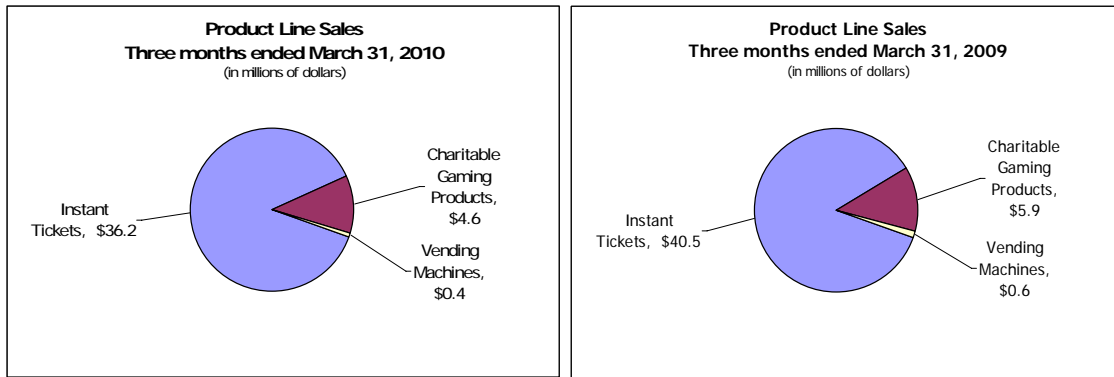 Product Line Sales
Three months ended March 31, 2010
(in millions of dollars)
Charitable
Gaming
Products,
$4.6
Instant
Tickets, $36.2
Vending
Machines,
$0.4
Product Line Sales
Three months ended March 31, 2009
(in millions of dollars)
Charitable
Gaming
Products,
$5.9
Instant
Tickets, $40.5
Vending
Machines,
$0.6